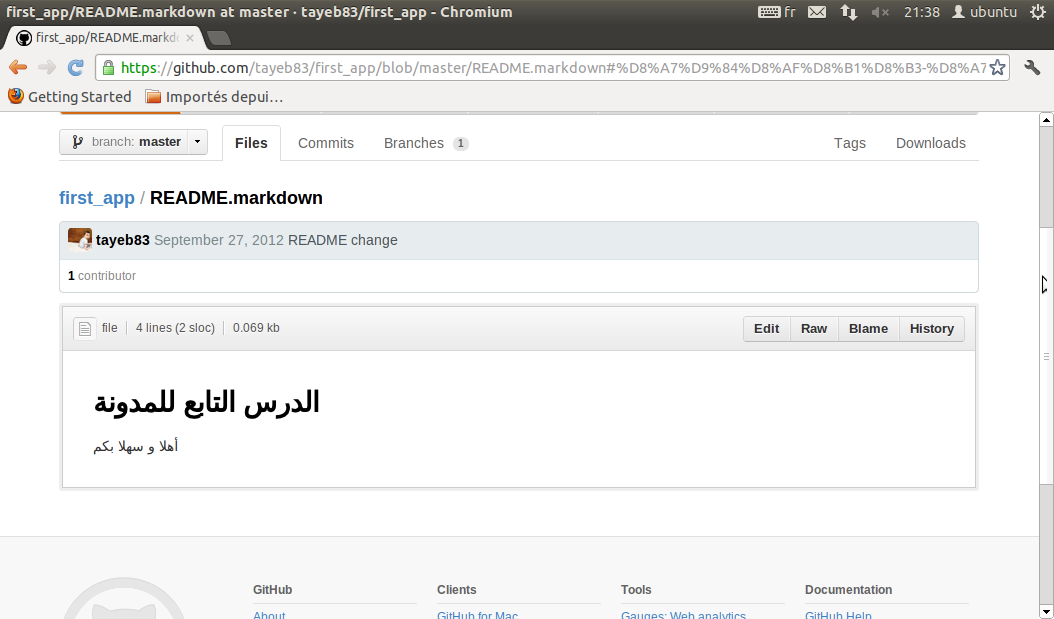 first_app/README.markdown at master · tayeb83/first_app - Chromium
fr
21:38
ubuntu
first_app/README.markdo
https://github.com/tayeb83/first_app/blob/master/README.markdown#%D8%A7%D9%84%D8%AF%D8%B1%D8%B3-%D8%A7
Getting Started
Importés depui…
branch: master
Files
Commits
Branches 1
Tags
Downloads
first_app / README.markdown
tayeb83 September 27, 2012 README change
1 contributor
file
4 lines (2 sloc)
0.069 kb
Edit
Raw
Blame
History
الدرس التابع للمدونة
أهلا و سهلا بكم
GitHub
Clients
Tools
Documentation
About
GitHub for Mac
Gauges: Web analytics
GitHub Help